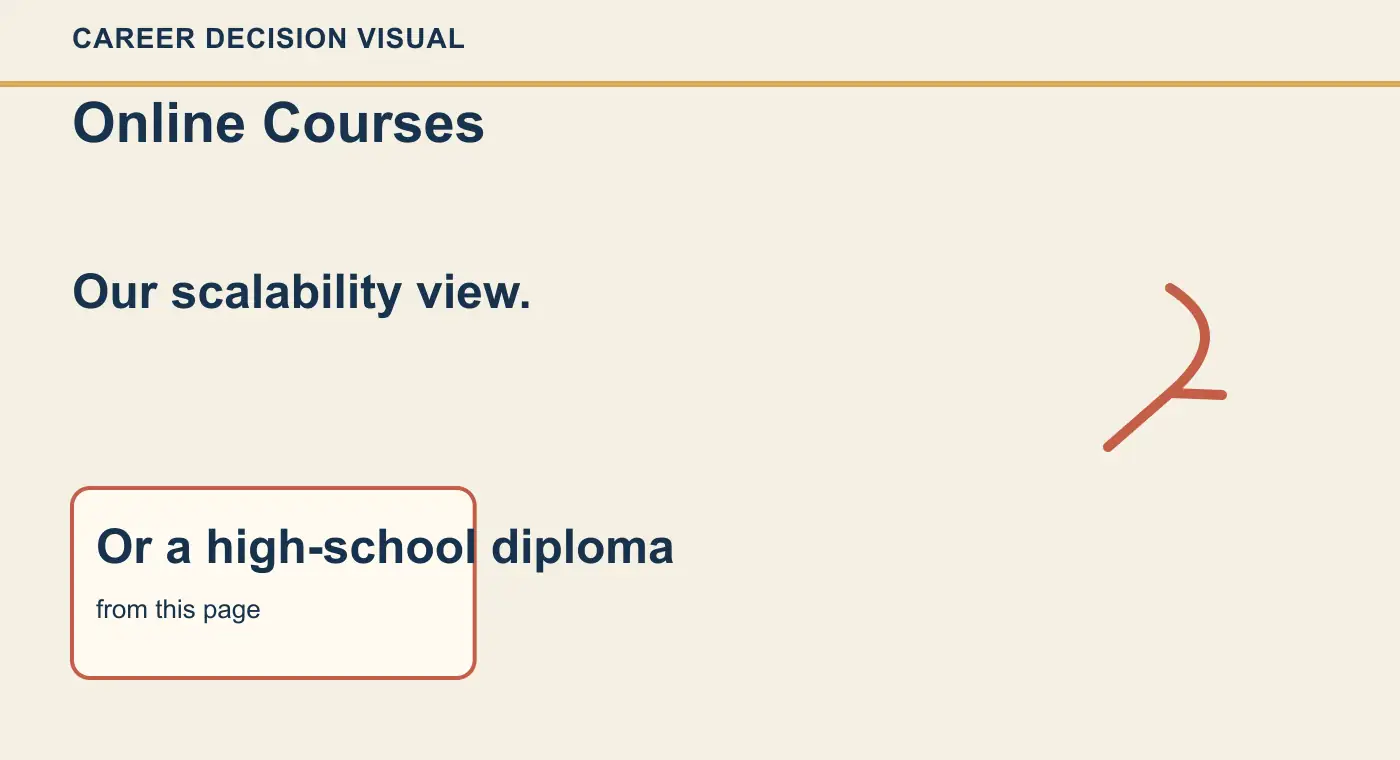 CAREER DECISION VISUAL
Online Courses
Our scalability view.
Or a high-school diploma
from this page